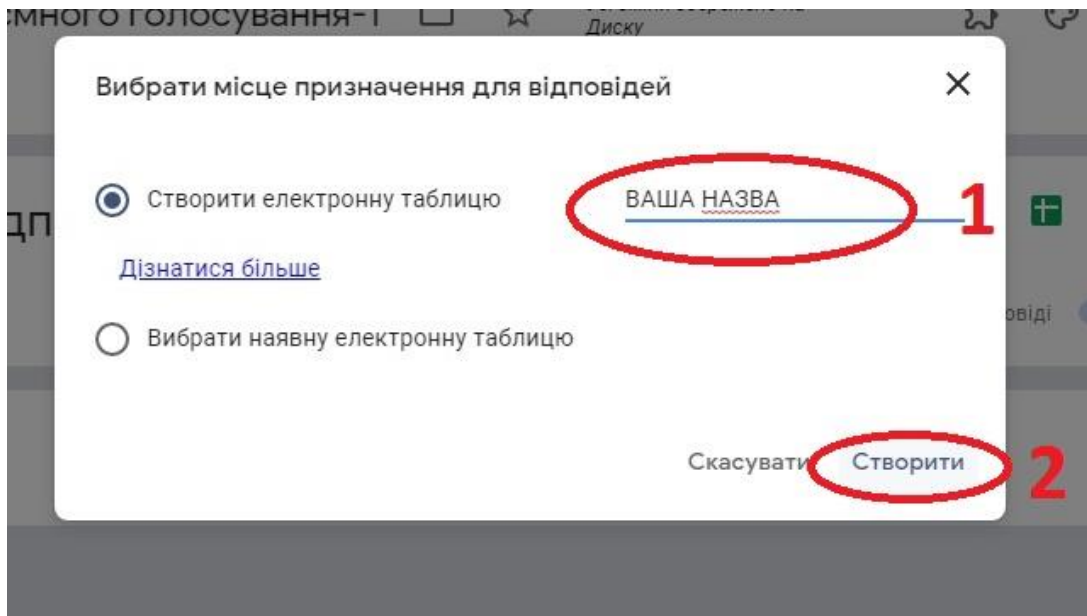 ємного голосування-1
Диску
Вибрати місце призначення для відповідей
Створити електронну таблицю
ВАША НАЗВА
1
Дізнатися більше
Вибрати наявну електронну таблицю
Скасувати
Створити
2